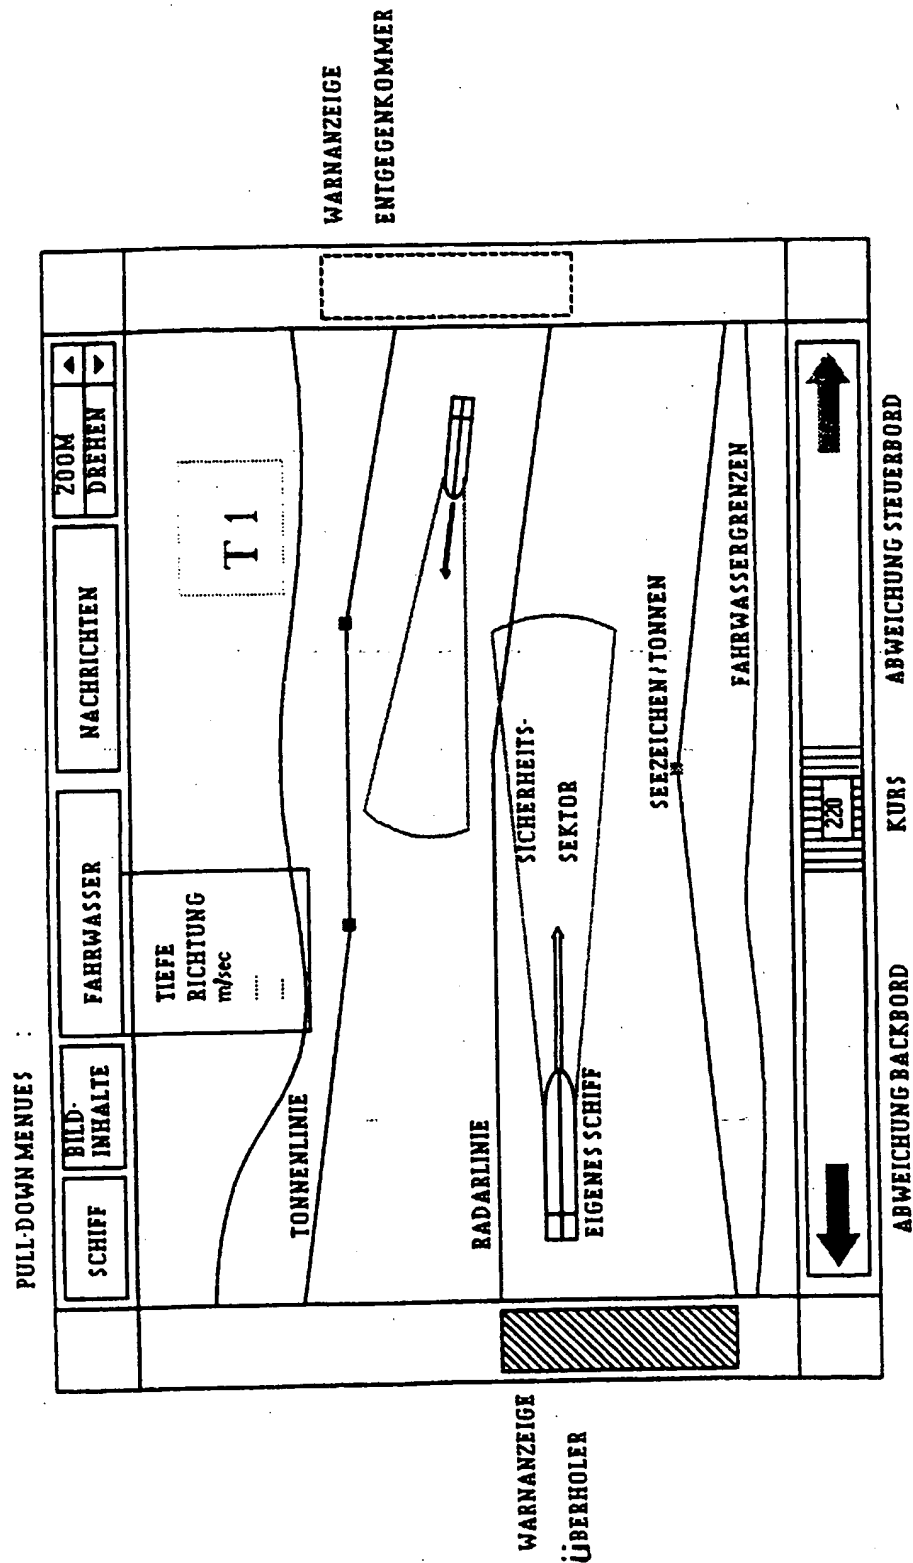 PULL-DOWN MENUES :
SCHIFF
BILD-
INHALTE
FAHRWASSER
NACHRICHTEN
ZOOM
DREHEN
TIEFE
RICHTUNG
m/sec
T 1
WARNANZEIGE
ENTGEGENKOMMER
TONNENLINIE
RADARLINIE
SICHERHEITS-
SEKTOR
EIGENES SCHIFF
SEEZEICHEN/TONNEN
FAHRWASSERGRENZEN
WARNANZEIGE
ÜBERHOLER
220
ABWEICHUNG BACKBORD
KURS
ABWEICHUNG STEUERBORD